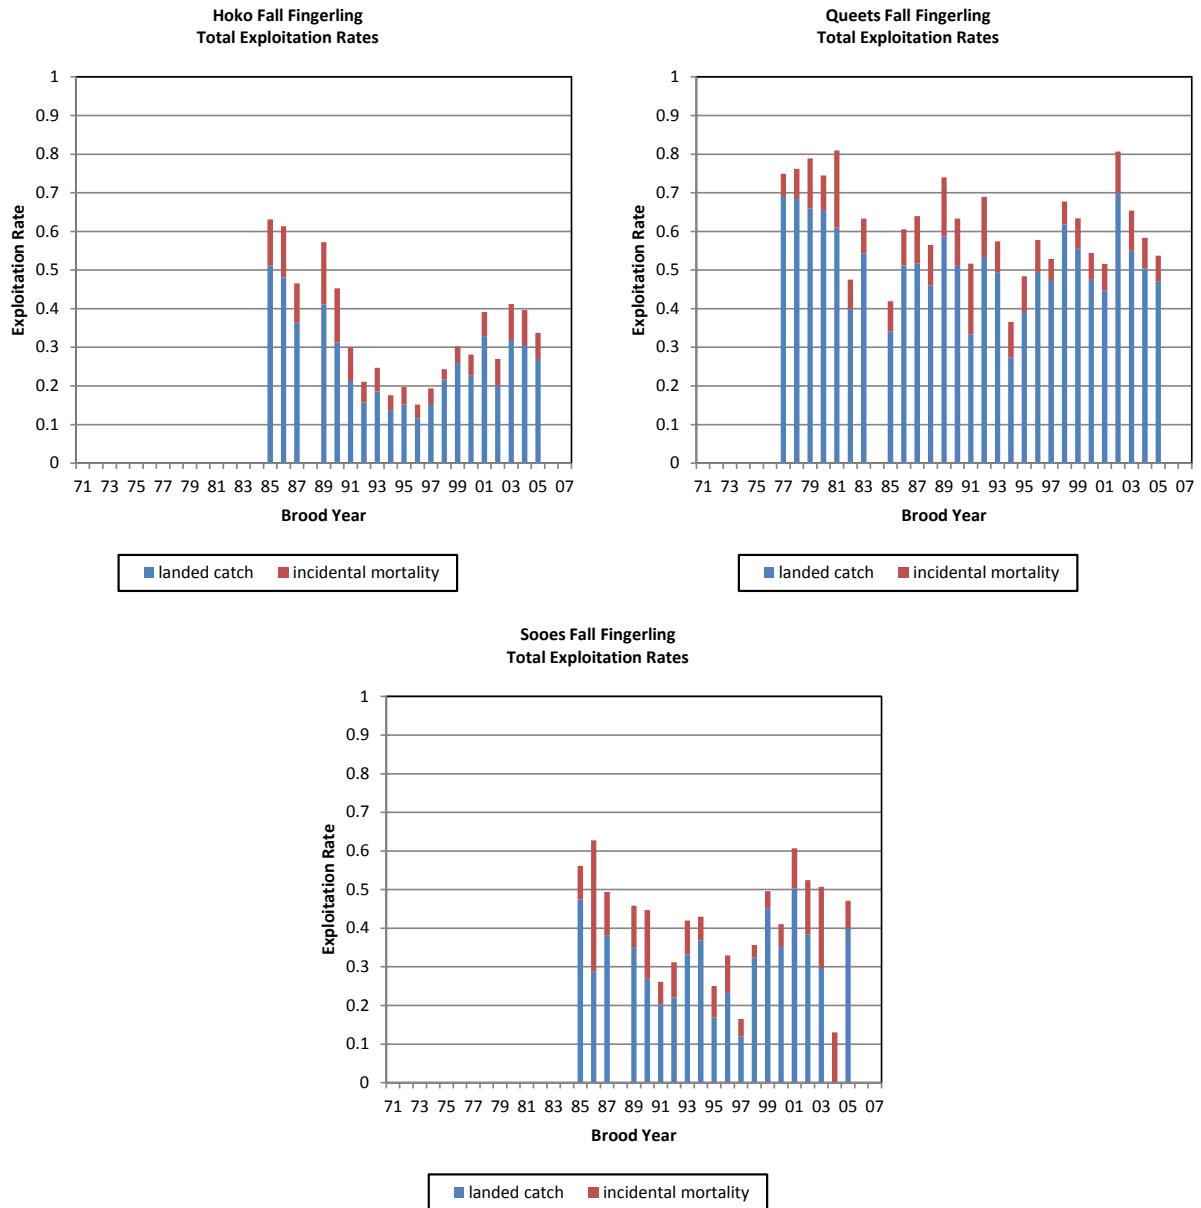 Hoko Fall Fingerling
Total Exploitation Rates
1
0.9
0.8
0.7
0.6
0.5
0.4
0.3
0.2
0.1
0
Exploitation Rate
71 73 75 77 79 81 83 85 87 89 91 93 95 97 99 01 03 05 07
Brood Year
landed catch incidental mortality
Queets Fall Fingerling
Total Exploitation Rates
1
0.9
0.8
0.7
0.6
0.5
0.4
0.3
0.2
0.1
0
Exploitation Rate
71 73 75 77 79 81 83 85 87 89 91 93 95 97 99 01 03 05 07
Brood Year
landed catch incidental mortality
Sooes Fall Fingerling
Total Exploitation Rates
1
0.9
0.8
0.7
0.6
0.5
0.4
0.3
0.2
0.1
0
Exploitation Rate
71 73 75 77 79 81 83 85 87 89 91 93 95 97 99 01 03 05 07
Brood Year
landed catch incidental mortality